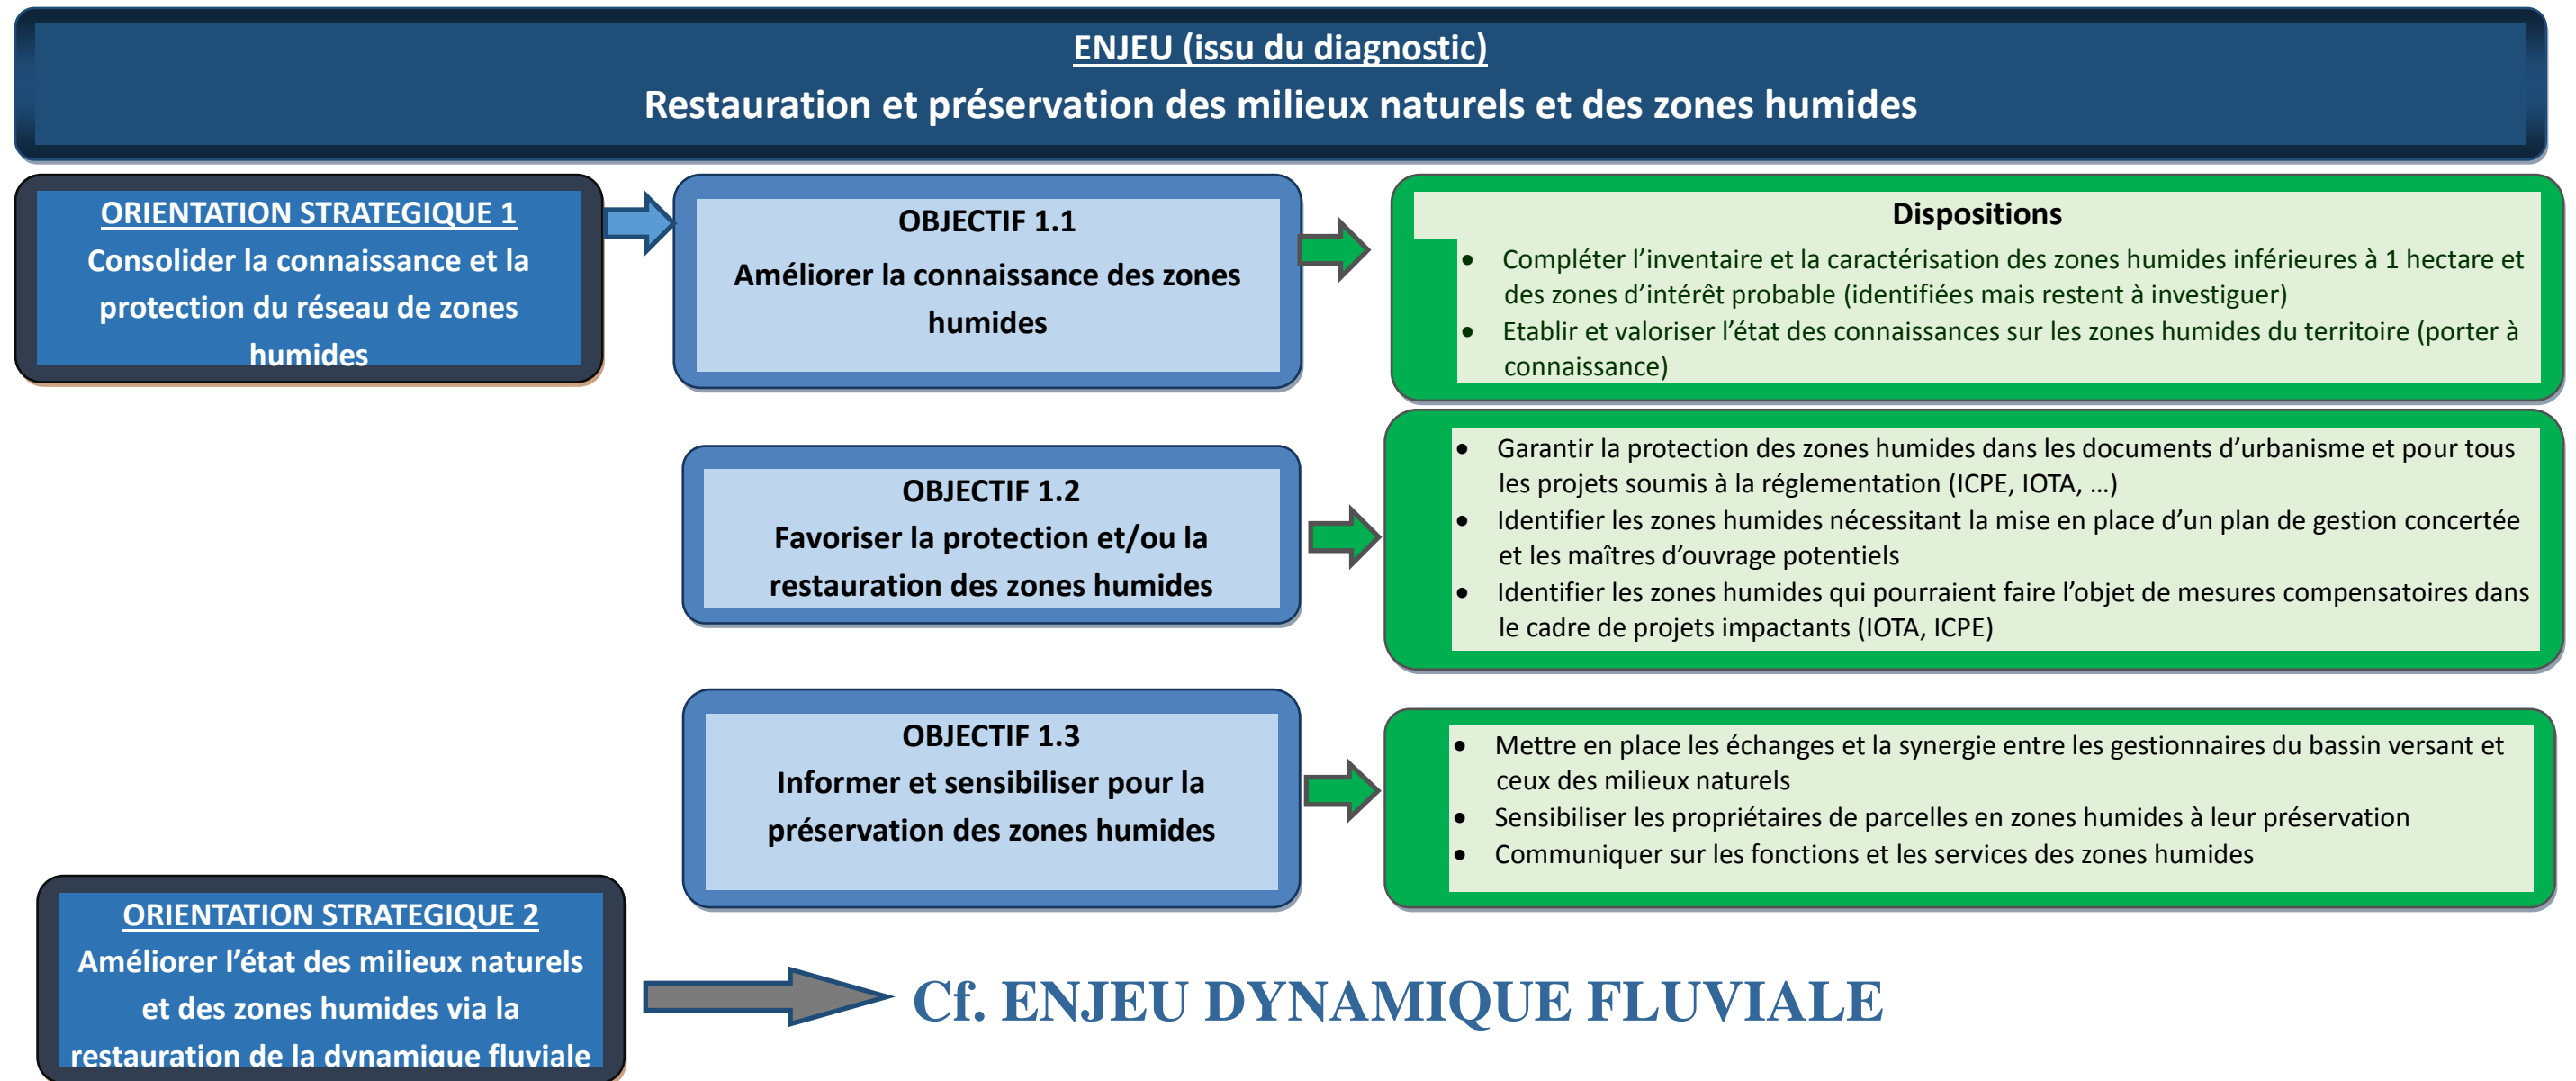 ENJEU (issu du diagnostic)
Restauration et préservation des milieux naturels et des zones humides
ORIENTATION STRATEGIQUE 1
Consolider la connaissance et la
protection du réseau de zones
humides
OBJECTIF 1.1
Améliorer la connaissance des zones
humides
Dispositions
• Compléter l’inventaire et la caractérisation des zones humides inférieures à 1 hectare et
des zones d’intérêt probable (identifiées mais restent à investiguer)
• Etablir et valoriser l’état des connaissances sur les zones humides du territoire (porter à
connaissance)
OBJECTIF 1.2
Favoriser la protection et/ou la
restauration des zones humides
• Garantir la protection des zones humides dans les documents d’urbanisme et pour tous
les projets soumis à la réglementation (ICPE, IOTA, …)
• Identifier les zones humides nécessitant la mise en place d’un plan de gestion concertée
et les maîtres d’ouvrage potentiels
• Identifier les zones humides qui pourraient faire l’objet de mesures compensatoires dans
le cadre de projets impactants (IOTA, ICPE)
OBJECTIF 1.3
Informer et sensibiliser pour la
préservation des zones humides
• Mettre en place les échanges et la synergie entre les gestionnaires du bassin versant et
ceux des milieux naturels
• Sensibiliser les propriétaires de parcelles en zones humides à leur préservation
• Communiquer sur les fonctions et les services des zones humides
ORIENTATION STRATEGIQUE 2
Améliorer l’état des milieux naturels
et des zones humides via la
restauration de la dynamique fluviale
Cf. ENJEU DYNAMIQUE FLUVIALE